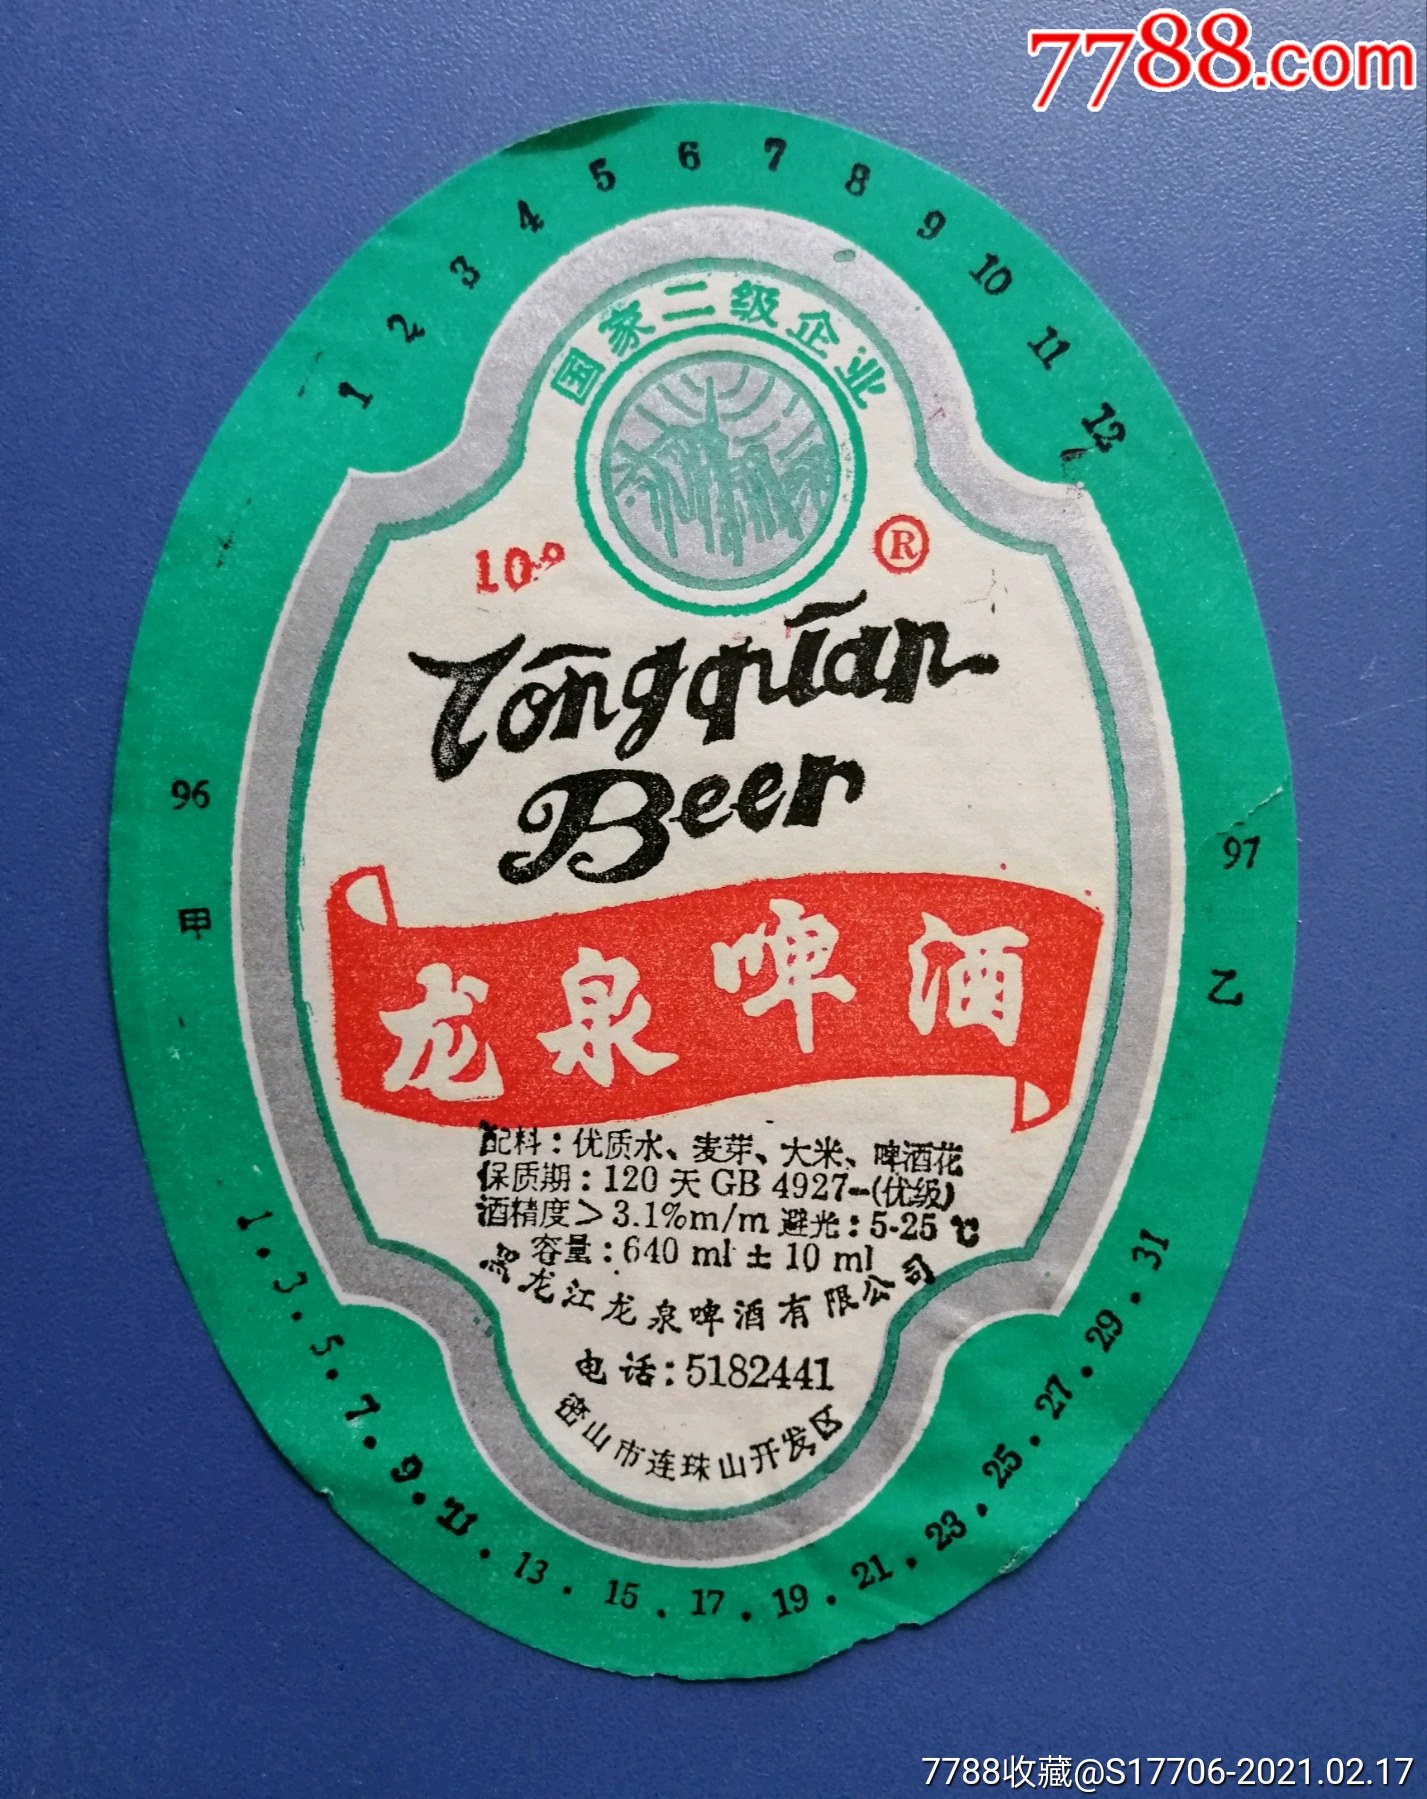 7788.com
1 2 3 4 5 6 7 8 9 10 11 12
国家二级企业
10° ®
Tongquian
Beer
96
97
甲
乙
龙泉啤酒
配料：优质水、麦芽、大米、啤酒花
保质期：120 天 GB 4927-(优级)
酒精度＞3.1%m/m 避光：5-25℃
容量：640 ml ± 10 ml
黑龙江龙泉啤酒有限公司
电话：5182441
密山市连珠山开发区
1 . 3 . 5 . 7 . 9 . 11 . 13 . 15 . 17 . 19 . 21 . 23 . 25 . 27 . 29 . 31
7788收藏@S17706-2021.02.17